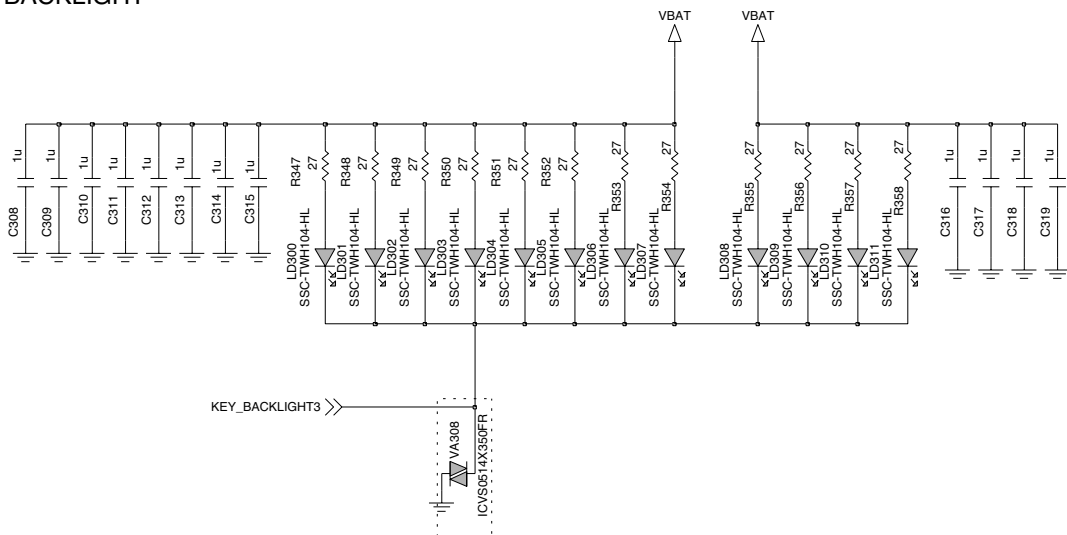 BACKLIGHT
VBAT
VBAT
1u
C308
1u
C309
1u
C310
1u
C311
1u
C312
1u
C313
1u
C314
1u
C315
R347
27
R348
27
R349
27
R350
27
R351
27
R352
27
R353
27
R354
27
R355
27
R356
27
R357
27
R358
27
1u
C316
1u
C317
1u
C318
1u
C319
LD300
SSC-TWH104-HL
LD301
SSC-TWH104-HL
LD302
SSC-TWH104-HL
LD303
SSC-TWH104-HL
LD304
SSC-TWH104-HL
LD305
SSC-TWH104-HL
LD306
SSC-TWH104-HL
LD307
SSC-TWH104-HL
LD308
SSC-TWH104-HL
LD309
SSC-TWH104-HL
LD310
SSC-TWH104-HL
LD311
SSC-TWH104-HL
KEY_BACKLIGHT3
VA308
ICVS0514X350FR